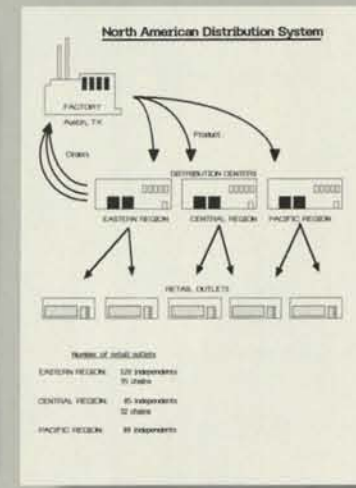 North American Distribution System
FACTORY
Austin, TX
Product
Orders
DISTRIBUTION CENTERS
EASTERN REGION CENTRAL REGION PACIFIC REGION
RETAIL OUTLETS
Number of retail outlets
EASTERN REGION: independents
chains
CENTRAL REGION: independents
chains
PACIFIC REGION: independents